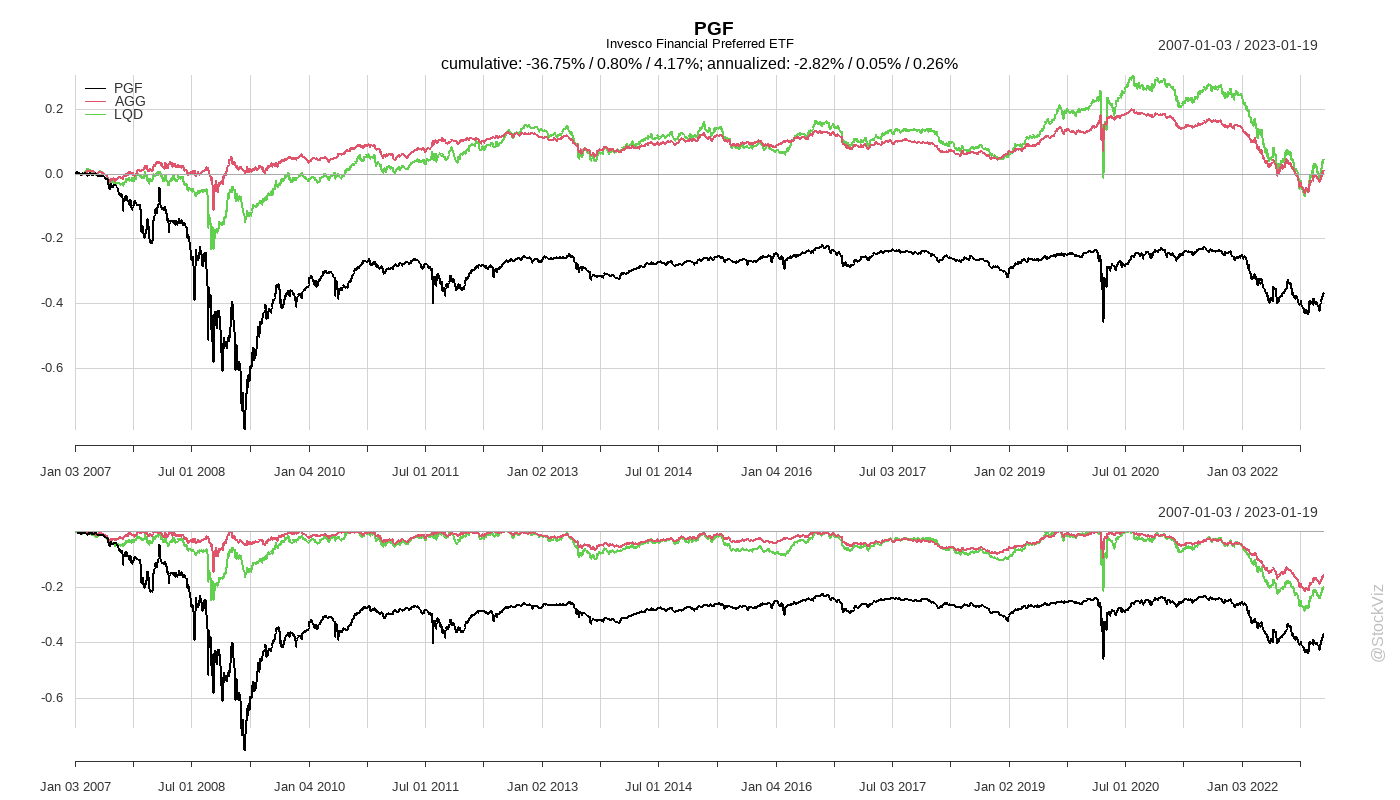 PGF
Invesco Financial Preferred ETF
2007-01-03 / 2023-01-19
cumulative: -36.75% / 0.80% / 4.17%; annualized: -2.82% / 0.05% / 0.26%
PGF
AGG
LQD
0.2
0.0
-0.2
-0.4
-0.6
Jan 03 2007 Jul 01 2008 Jan 04 2010 Jul 01 2011 Jan 02 2013 Jul 01 2014 Jan 04 2016 Jul 03 2017 Jan 02 2019 Jul 01 2020 Jan 03 2022
2007-01-03 / 2023-01-19
-0.2
-0.4
-0.6
Jan 03 2007 Jul 01 2008 Jan 04 2010 Jul 01 2011 Jan 02 2013 Jul 01 2014 Jan 04 2016 Jul 03 2017 Jan 02 2019 Jul 01 2020 Jan 03 2022
@StockViz